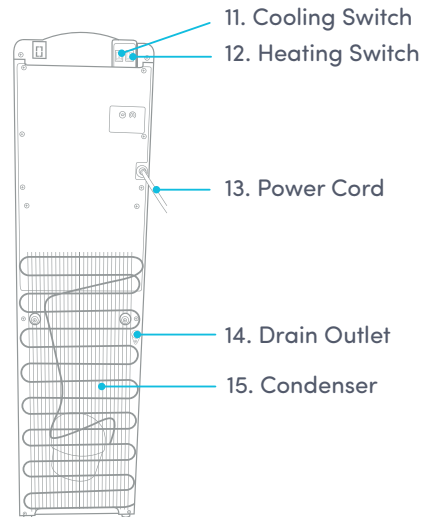 11. Cooling Switch
12. Heating Switch
13. Power Cord
14. Drain Outlet
15. Condenser